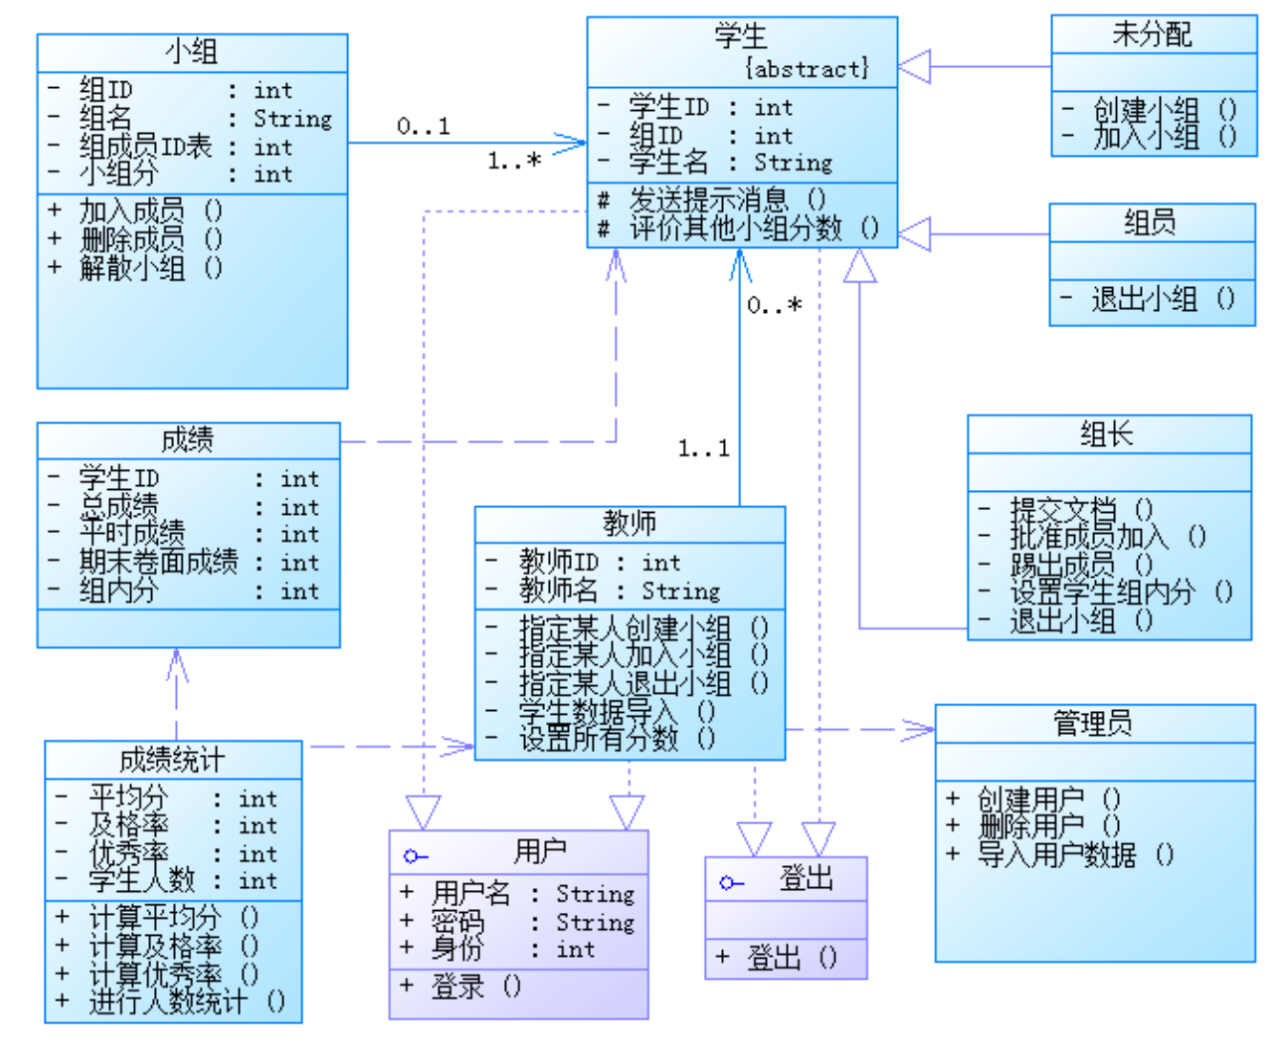 小组
- 组ID : int
- 组名 : String
- 组成员ID表 : int
- 小组分 : int
+ 加入成员 ()
+ 删除成员 ()
+ 解散小组 ()
0..1
1..*
学生
{abstract}
- 学生ID : int
- 组ID : int
- 学生名 : String
# 发送提示消息 ()
# 评价其他小组分数 ()
未分配
- 创建小组 ()
- 加入小组 ()
组员
- 退出小组 ()
0..*
1..1
成绩
- 学生ID : int
- 总成绩 : int
- 平时成绩 : int
- 期末卷面成绩 : int
- 组内分 : int
教师
- 教师ID : int
- 教师名 : String
- 指定某人创建小组 ()
- 指定某人加入小组 ()
- 指定某人退出小组 ()
- 学生数据导入 ()
- 设置所有分数 ()
组长
- 提交文档 ()
- 批准成员加入 ()
- 踢出成员 ()
- 设置学生组内分 ()
- 退出小组 ()
成绩统计
- 平均分 : int
- 及格率 : int
- 优秀率 : int
- 学生人数 : int
+ 计算平均分 ()
+ 计算及格率 ()
+ 计算优秀率 ()
+ 进行人数统计 ()
用户
+ 用户名 : String
+ 密码 : String
+ 身份 : int
+ 登录 ()
登出
+ 登出 ()
管理员
+ 创建用户 ()
+ 删除用户 ()
+ 导入用户数据 ()